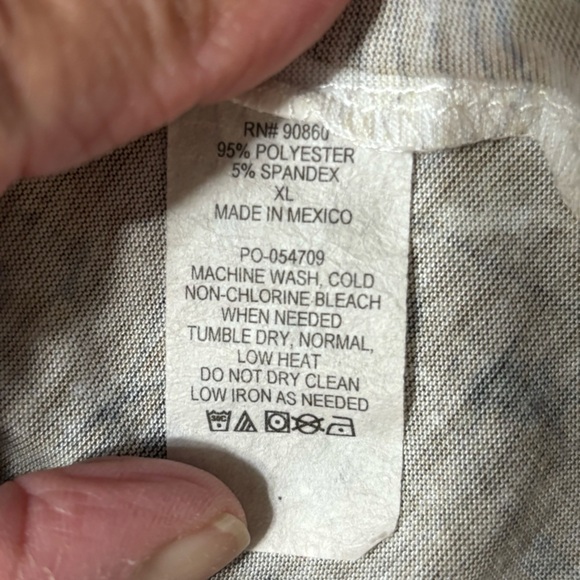 RN# 90860
95% POLYESTER
5% SPANDEX
XL
MADE IN MEXICO
PO-054709
MACHINE WASH, COLD
NON-CHLORINE BLEACH
WHEN NEEDED
TUMBLE DRY, NORMAL,
LOW HEAT
DO NOT DRY CLEAN
LOW IRON AS NEEDED
30C